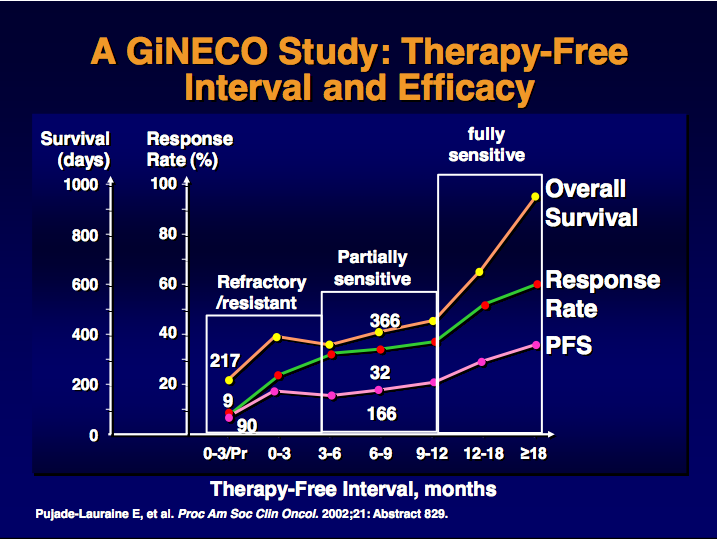 A GiNECO Study: Therapy-Free
Interval and Efficacy
Survival
(days)
Response
Rate (%)
fully
sensitive
1000
100
Overall
Survival
800
80
Partially
sensitive
600
60
Refractory
/resistant
Response
Rate
366
400
40
PFS
217
32
200
20
9
166
90
0
0-3/Pr 0-3 3-6 6-9 9-12 12-18 ≥18
Therapy-Free Interval, months
Pujade-Lauraine E, et al. Proc Am Soc Clin Oncol. 2002;21: Abstract 829.